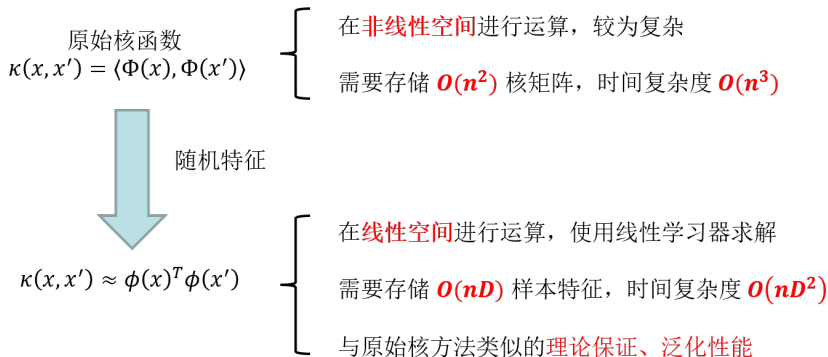 原始核函数
κ(x, x′) = ⟨Φ(x), Φ(x′)⟩
在非线性空间进行运算，较为复杂
需要存储 O(n²) 核矩阵，时间复杂度 O(n³)
随机特征
κ(x, x′) ≈ ϕ(x)ᵀϕ(x′)
在线性空间进行运算，使用线性学习器求解
需要存储 O(nD) 样本特征，时间复杂度 O(nD²)
与原始核方法类似的理论保证、泛化性能